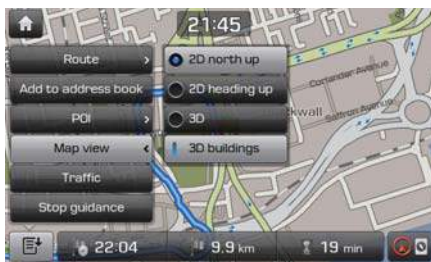 21:45
Route
Add to address book
POI
Map view
Traffic
Stop guidance
2D north up
2D heading up
3D
3D buildings
Coriander Avenue
kwall
Saffron Avenue
22:04
9.9 km
19 min